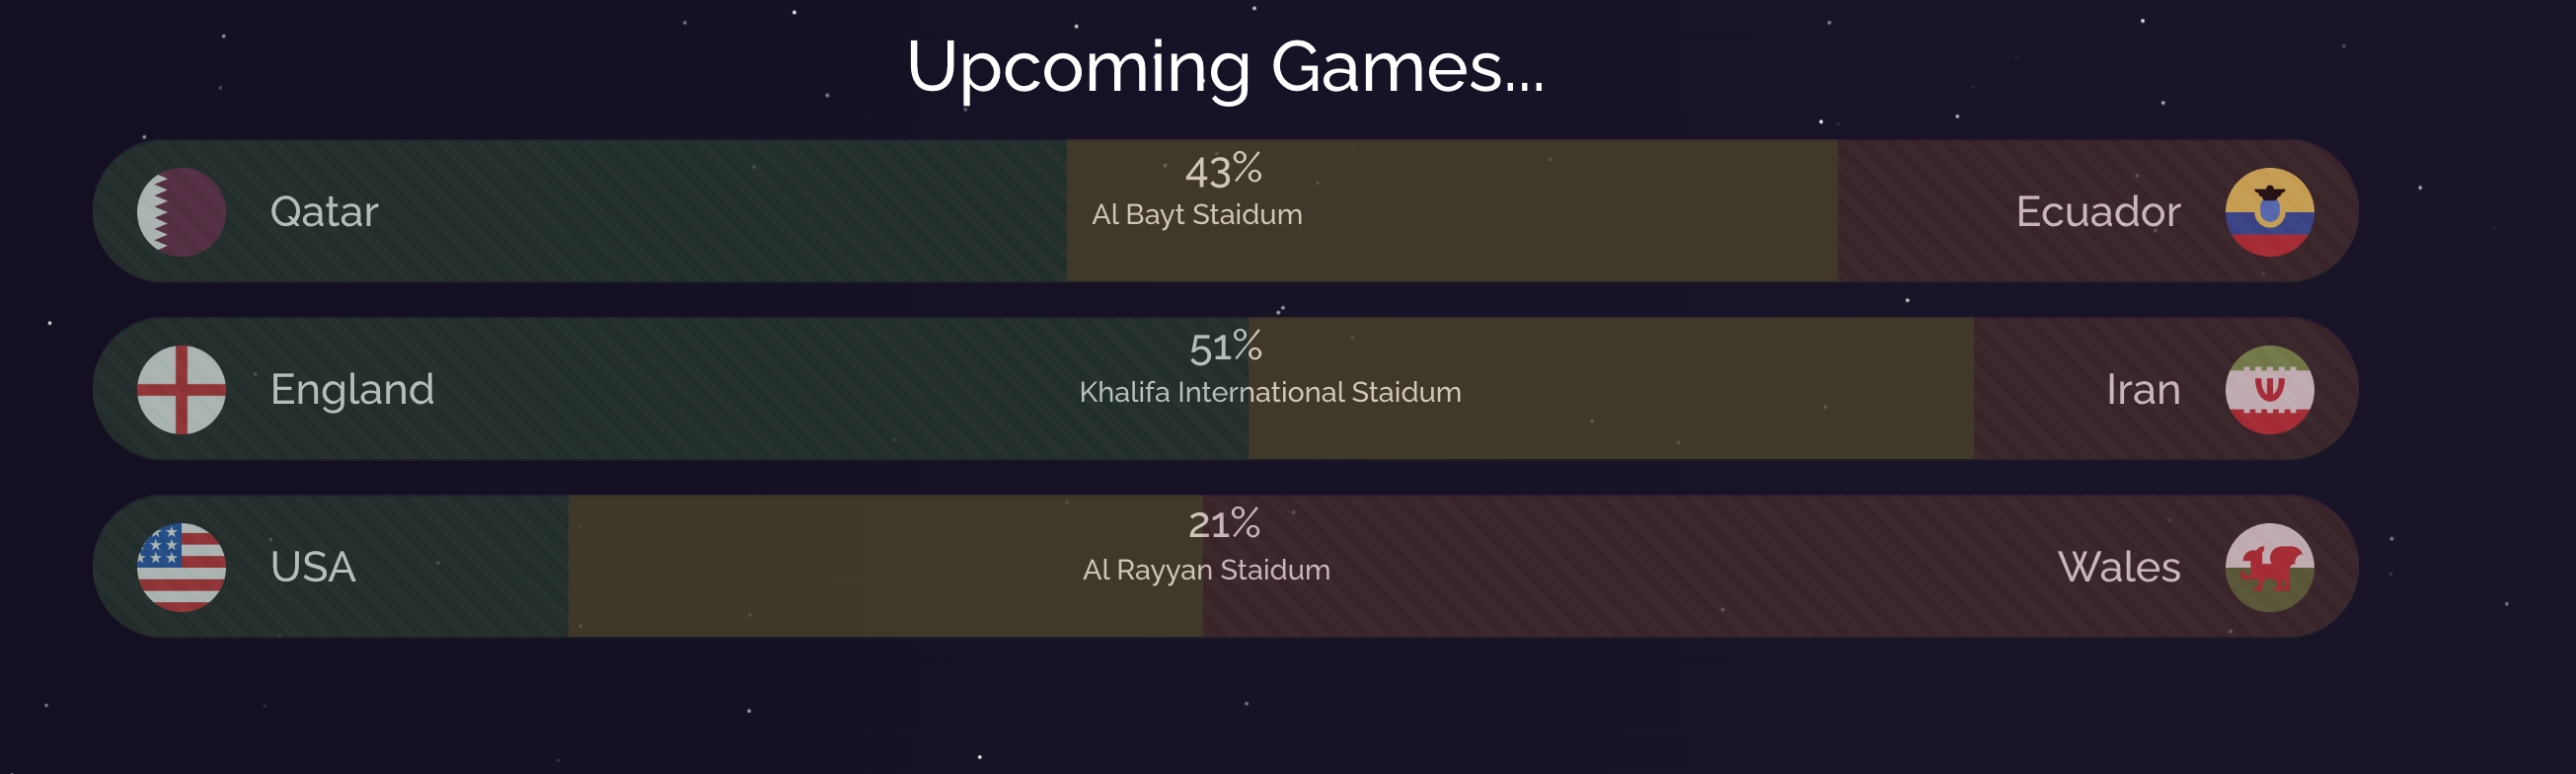 Upcoming Games...
43%
Qatar
Al Bayt Staidum
Ecuador
51%
England
Khalifa International Staidum
Iran
21%
USA
Al Rayyan Staidum
Wales